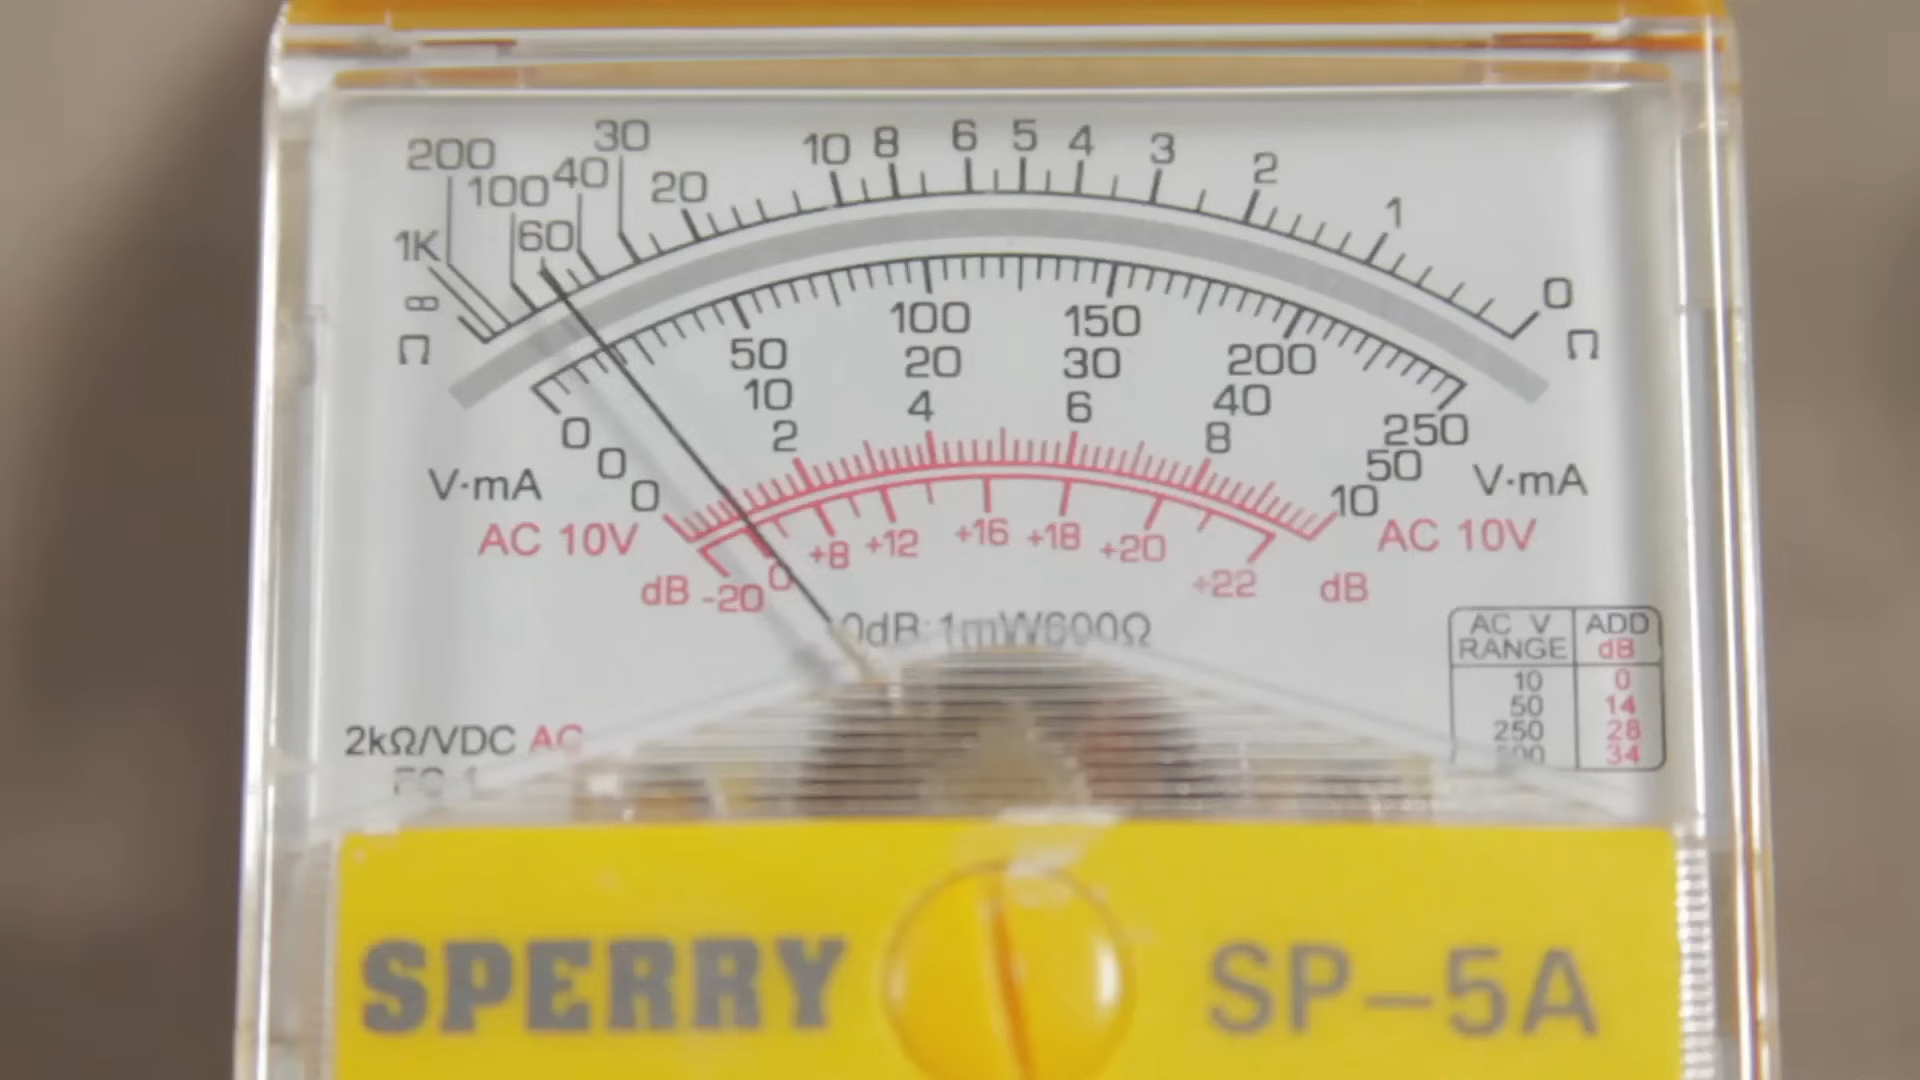 200 100 60 40 30 20 10 8 6 5 4 3 2 1 0
1K
∞
Ω Ω
0 50 100 150 200 250
0 10 20 30 40 50
0 2 4 6 8 10
V·mA V·mA
AC 10V AC 10V
dB -20 0 +8 +12 +16 +18 +20 +22 dB
0dB:1mW600Ω
AC V RANGE ADD dB
10 0
50 14
250 28
34
2kΩ/VDC AC
SPERRY SP-5A